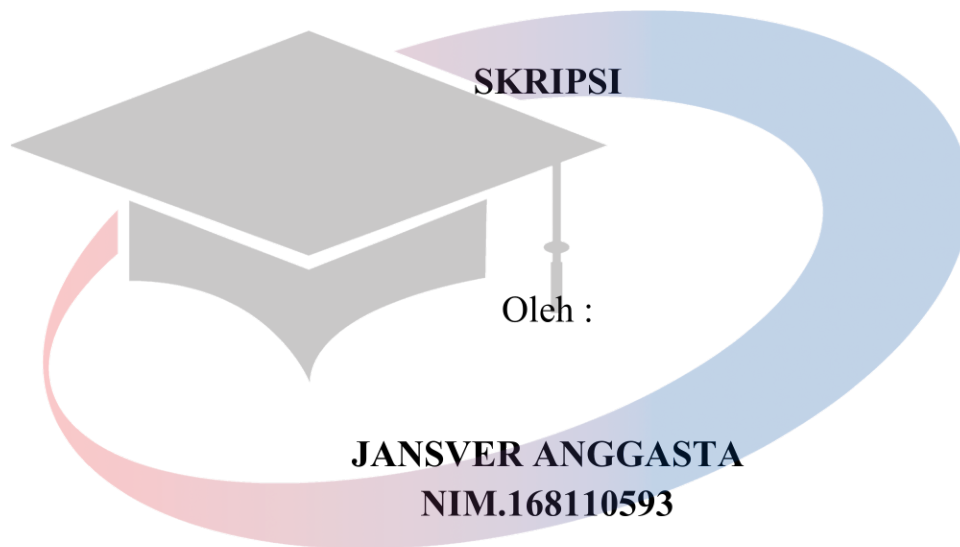 SKRIPSI
Oleh :
JANSVER ANGGASTA
NIM.168110593